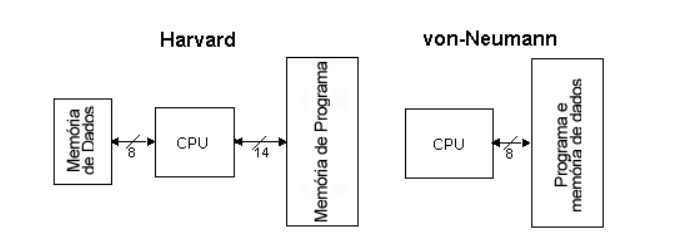 Harvard
von-Neumann
Memória
de Dados
8
CPU
14
Memória de Programa
CPU
8
Programa e
memória de dados